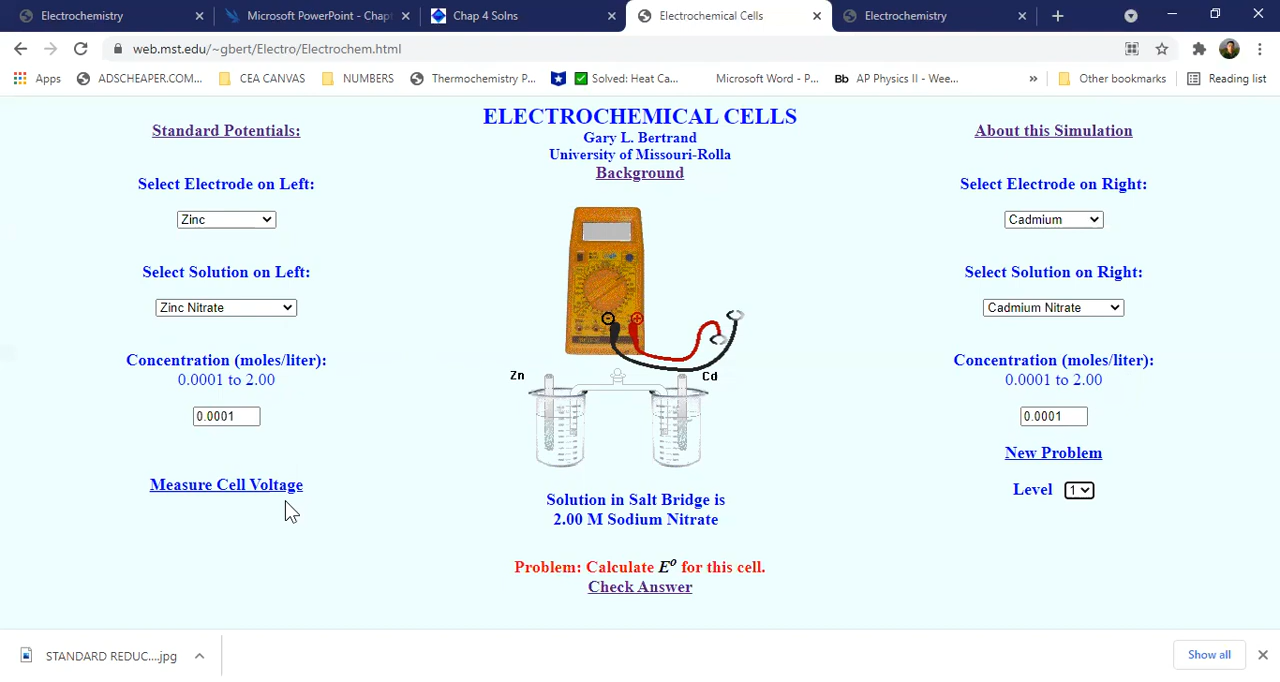 Electrochemistry
Microsoft PowerPoint - Chap
Chap 4 Solns
Electrochemical Cells
Electrochemistry
web.mst.edu/~gbert/Electro/Electrochem.html
Apps
ADSCHEAPER.COM...
CEA CANVAS
NUMBERS
Thermochemistry P...
Solved: Heat Ca...
Microsoft Word - P...
Bb AP Physics II - Wee...
»
Other bookmarks
Reading list
ELECTROCHEMICAL CELLS
Gary L. Bertrand
University of Missouri-Rolla
Background
Standard Potentials:
Select Electrode on Left:
Zinc
Select Solution on Left:
Zinc Nitrate
Concentration (moles/liter):
0.0001 to 2.00
0.0001
Measure Cell Voltage
Zn
Cd
Solution in Salt Bridge is
2.00 M Sodium Nitrate
Problem: Calculate Eº for this cell.
Check Answer
About this Simulation
Select Electrode on Right:
Cadmium
Select Solution on Right:
Cadmium Nitrate
Concentration (moles/liter):
0.0001 to 2.00
0.0001
New Problem
Level 1
STANDARD REDUC....jpg
Show all